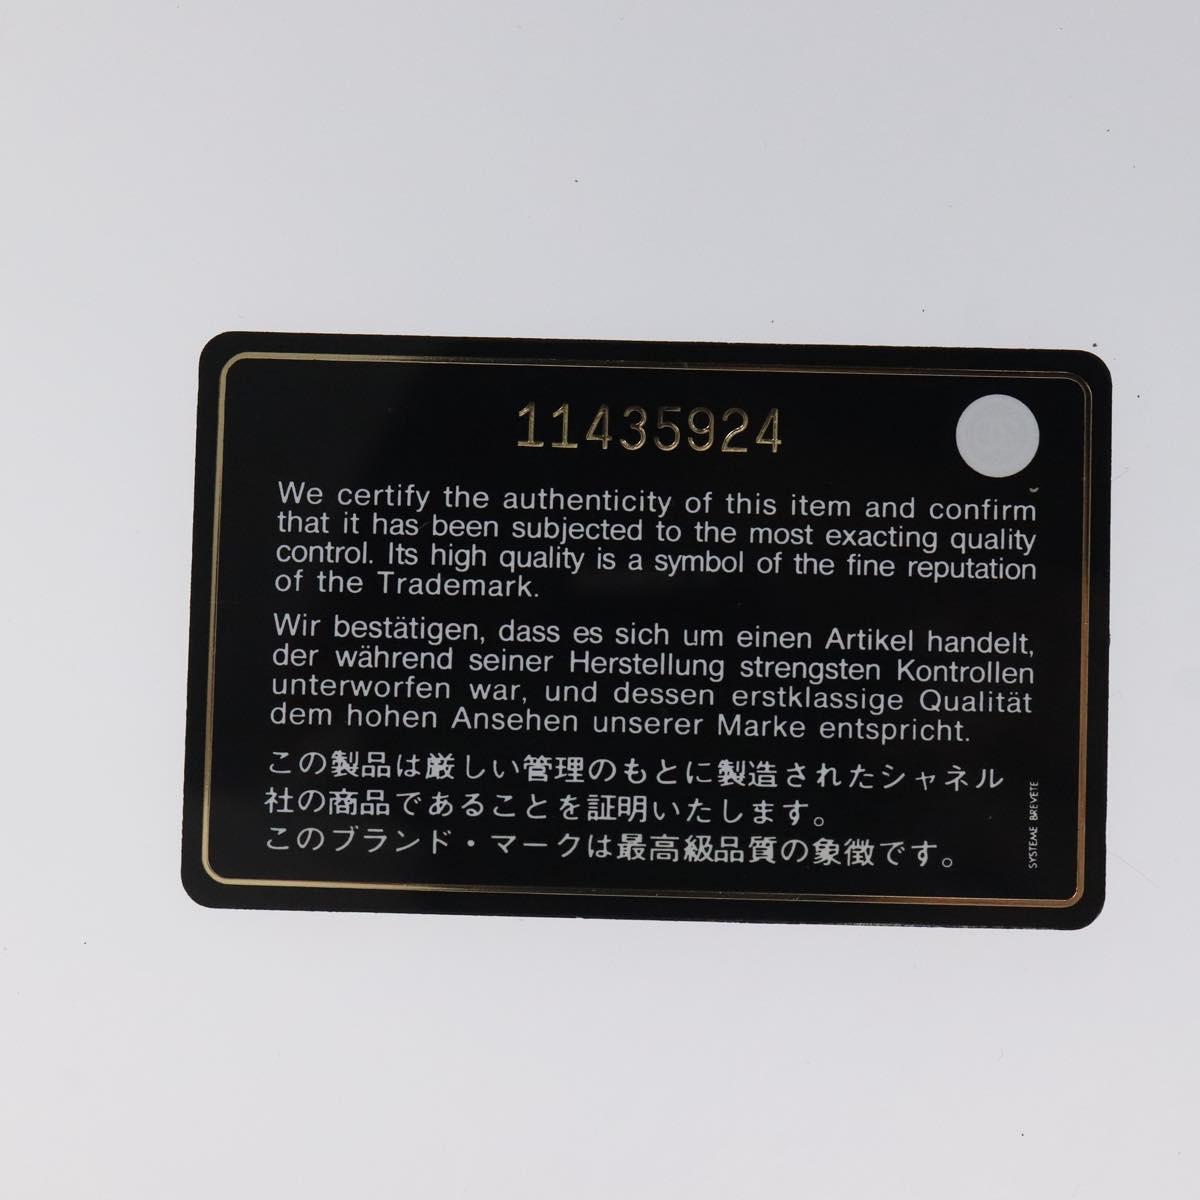 11435924
We certify the authenticity of this item and confirm
that it has been subjected to the most exacting quality
control. Its high quality is a symbol of the fine reputation
of the Trademark.
Wir bestätigen, dass es sich um einen Artikel handelt,
der während seiner Herstellung strengsten Kontrollen
unterworfen war, und dessen erstklassige Qualität
dem hohen Ansehen unserer Marke entspricht.
この製品は厳しい管理のもとに製造されたシャネル
社の商品であることを証明いたします。
このブランド・マークは最高級品質の象徴です。
SYSTEME BREVETE